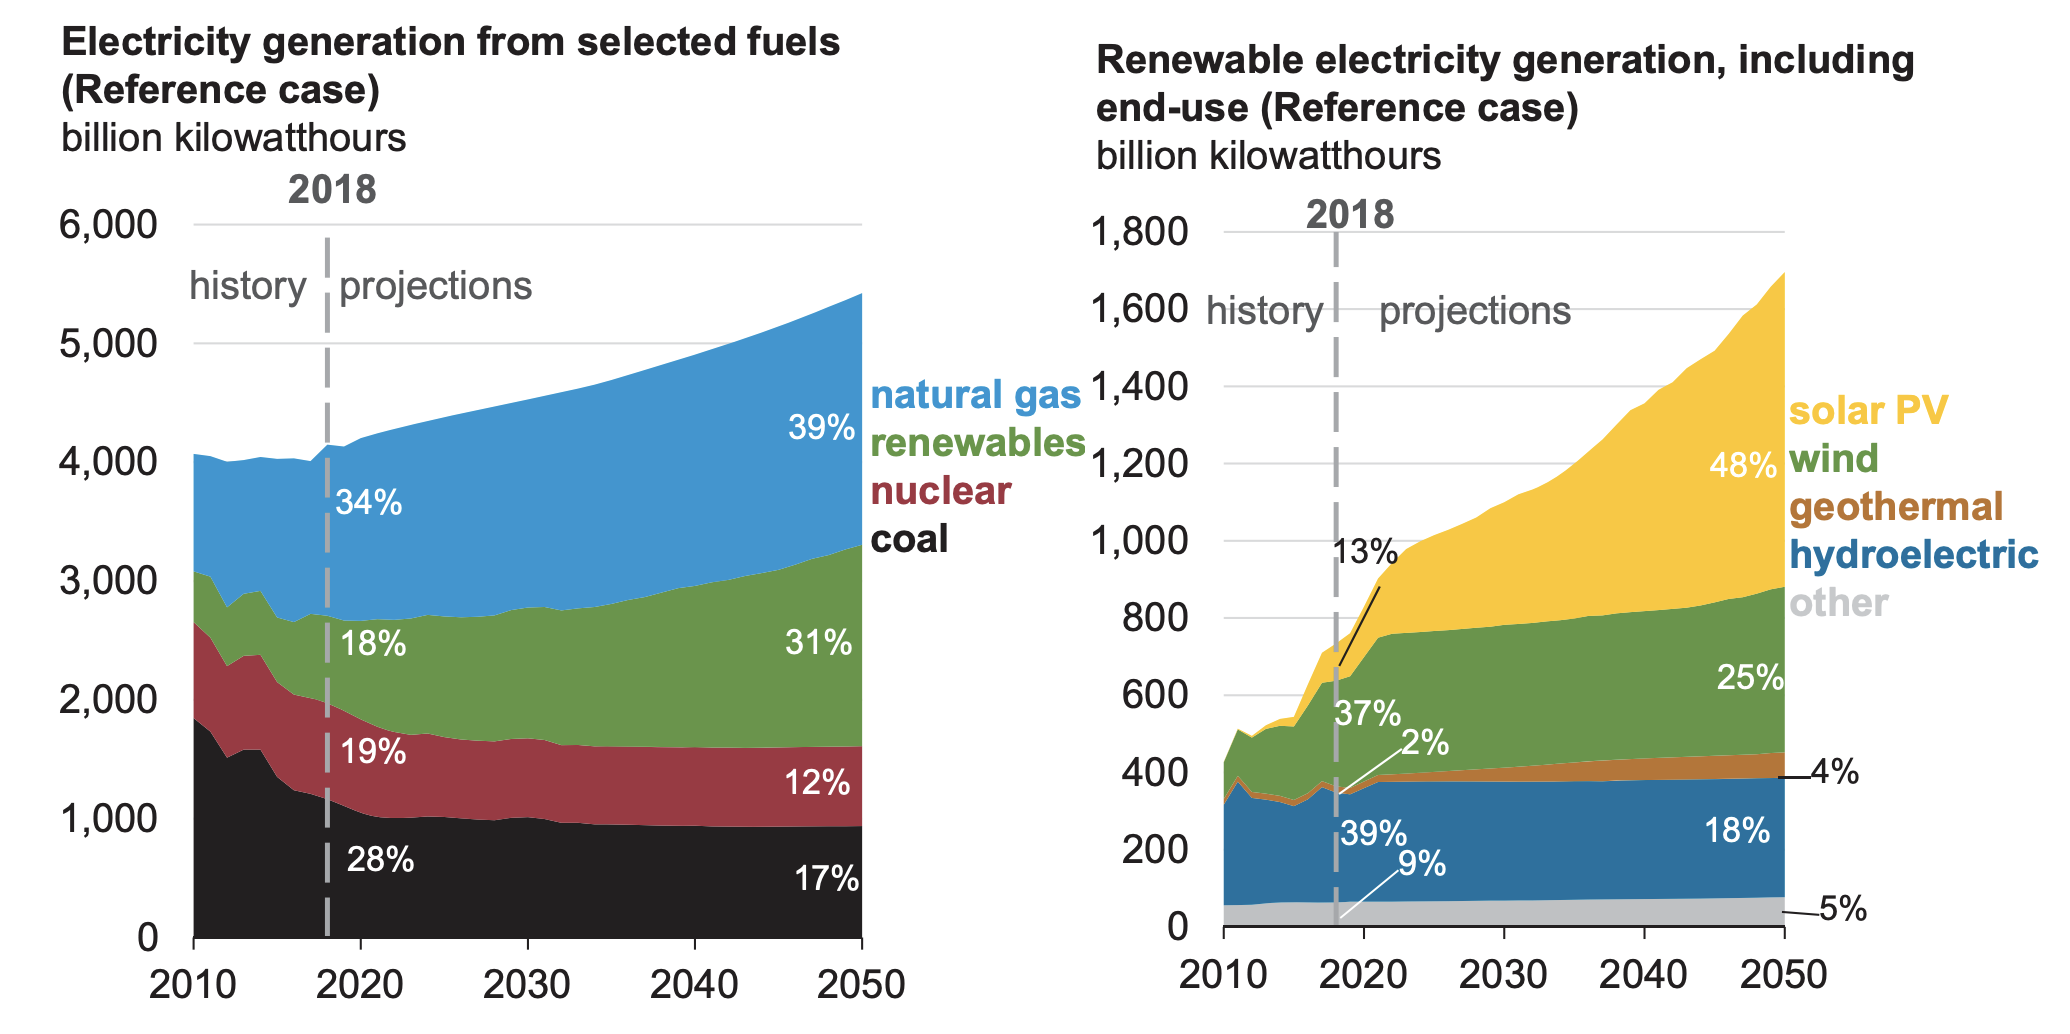 Electricity generation from selected fuels
(Reference case)
billion kilowatthours
2018
6,000
history
projections
5,000
natural gas
39%
renewables
4,000
nuclear
34%
coal
3,000
18%
31%
2,000
19%
12%
1,000
28%
17%
0
2010
2020
2030
2040
2050
Renewable electricity generation, including
end-use (Reference case)
billion kilowatthours
2018
1,800
1,600
history
projections
1,400
solar PV
1,200
48%
wind
geothermal
1,000
13%
hydroelectric
800
other
600
37%
25%
2%
400
4%
200
39%
18%
9%
0
5%
2010
2020
2030
2040
2050